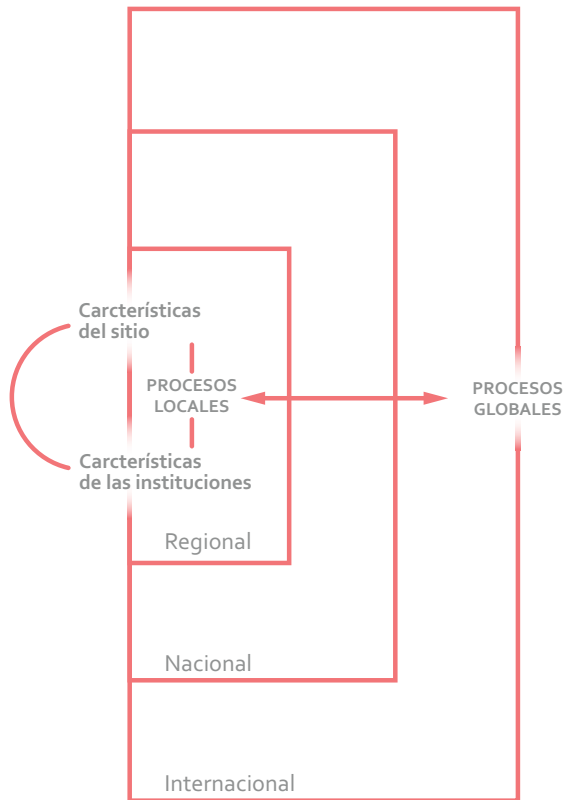 Carcterísticas
del sitio
PROCESOS
LOCALES
PROCESOS
GLOBALES
Carcterísticas
de las instituciones
Regional
Nacional
Internacional